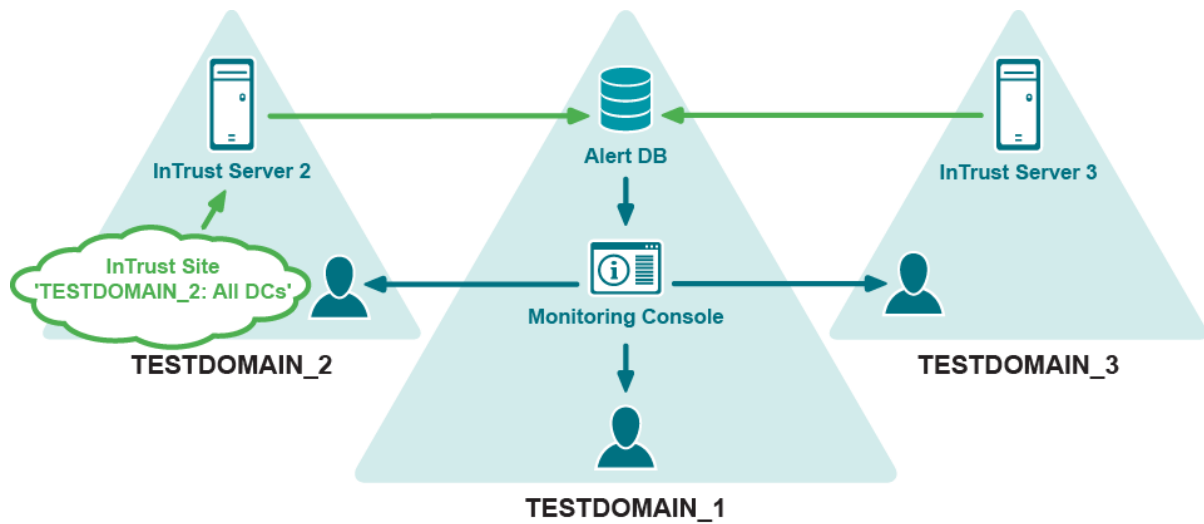 InTrust Server 2
Alert DB
InTrust Server 3
InTrust Site
'TESTDOMAIN_2: All DCs'
Monitoring Console
TESTDOMAIN_2
TESTDOMAIN_3
TESTDOMAIN_1